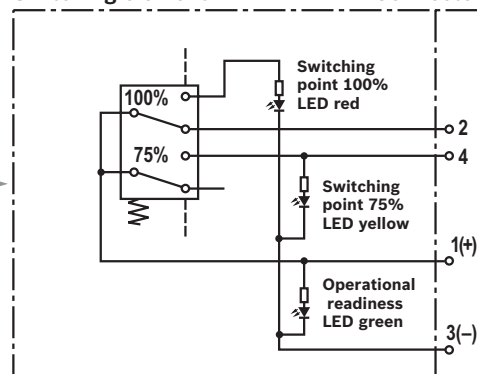 100%
75%
Switching
point 100%
LED red
2
4
Switching
point 75%
LED yellow
1(+)
Operational
readiness
LED green
3(–)